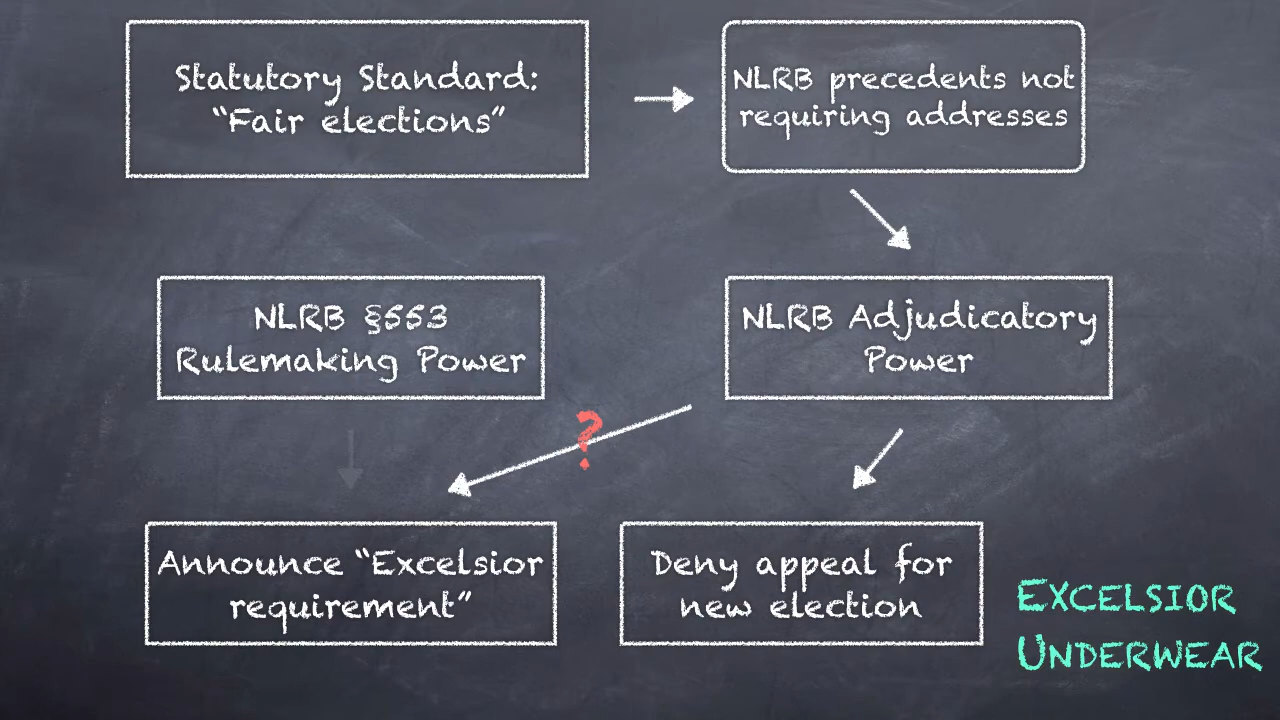 Statutory Standard:
“Fair elections”
NLRB precedents not
requiring addresses
NLRB §553
Rulemaking Power
NLRB Adjudicatory
Power
?
Announce “Excelsior
requirement”
Deny appeal for
new election
EXCELSIOR
UNDERWEAR